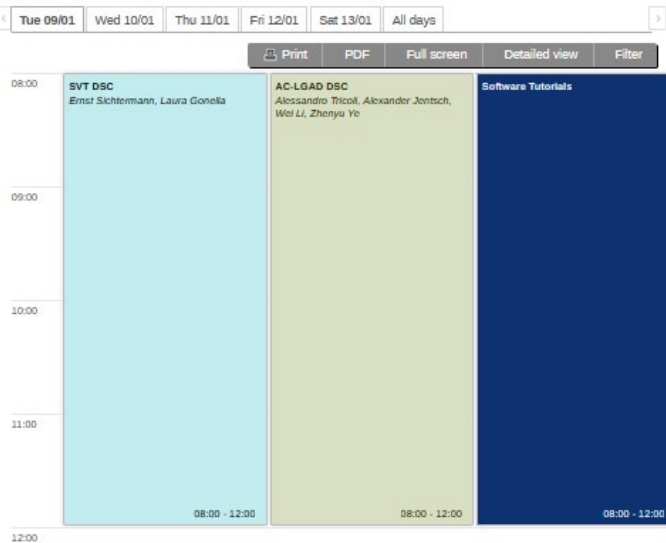 Tue 09/01 Wed 10/01 Thu 11/01 Fri 12/01 Sat 13/01 All days
Print PDF Full screen Detailed view Filter
08:00
SVT DSC
Ernst Sichtermann, Laura Gonella
AC-LGAD DSC
Alessandro Tricoli, Alexander Jentsch,
Wei Li, Zhenyu Ye
Software Tutorials
09:00
10:00
11:00
08:00 - 12:00
08:00 - 12:00
08:00 - 12:00
12:00